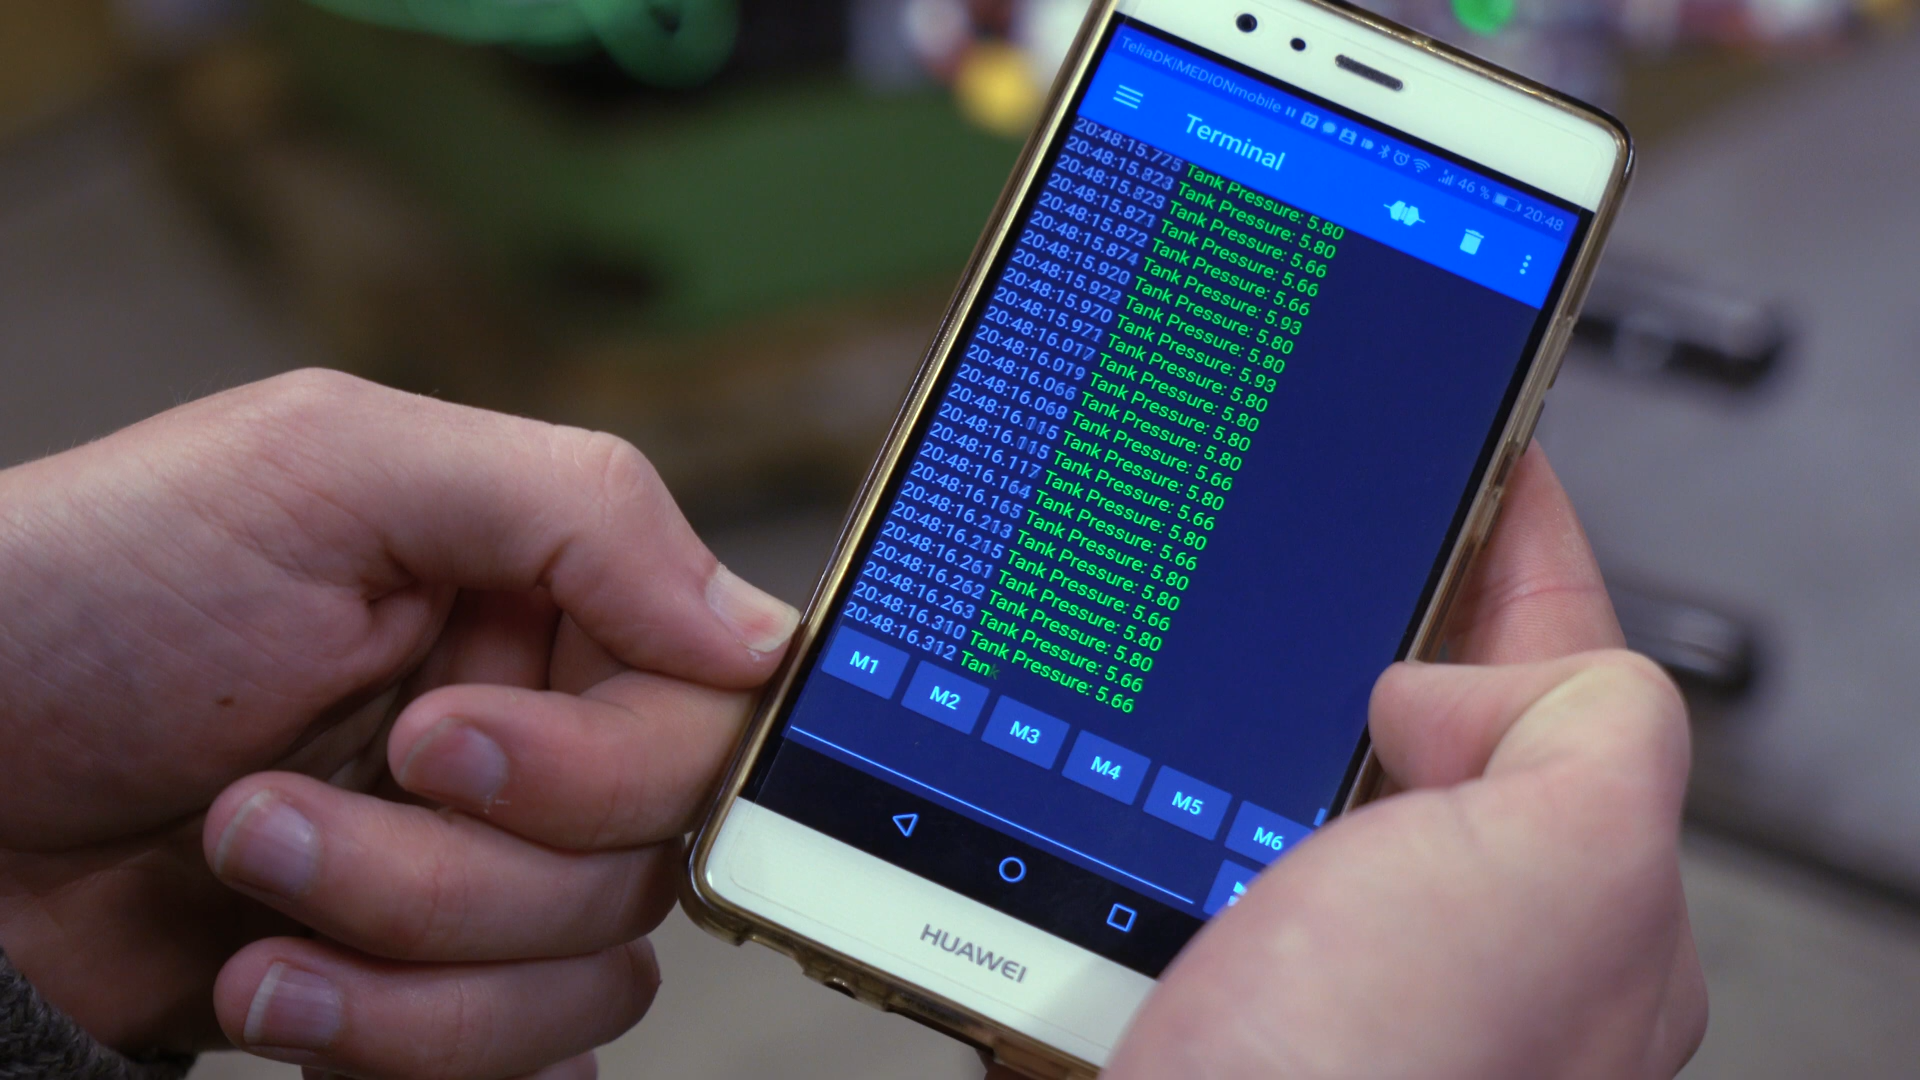 TeliaDK|MEDIONmobile 46 % 20:48
Terminal
20:48:15.775 Tank Pressure: 5.80
20:48:15.823 Tank Pressure: 5.80
20:48:15.823 Tank Pressure: 5.66
20:48:15.871 Tank Pressure: 5.66
20:48:15.872 Tank Pressure: 5.66
20:48:15.874 Tank Pressure: 5.93
20:48:15.920 Tank Pressure: 5.80
20:48:15.922 Tank Pressure: 5.80
20:48:15.970 Tank Pressure: 5.93
20:48:15.971 Tank Pressure: 5.80
20:48:16.017 Tank Pressure: 5.80
20:48:16.019 Tank Pressure: 5.80
20:48:16.066 Tank Pressure: 5.80
20:48:16.068 Tank Pressure: 5.66
20:48:16.115 Tank Pressure: 5.80
20:48:16.115 Tank Pressure: 5.66
20:48:16.117 Tank Pressure: 5.80
20:48:16.164 Tank Pressure: 5.66
20:48:16.165 Tank Pressure: 5.80
20:48:16.213 Tank Pressure: 5.80
20:48:16.215 Tank Pressure: 5.66
20:48:16.261 Tank Pressure: 5.80
20:48:16.262 Tank Pressure: 5.80
20:48:16.263 Tank Pressure: 5.66
20:48:16.310 Tank Pressure: 5.66
20:48:16.312 Tank
M1 M2 M3 M4 M5 M6
HUAWEI